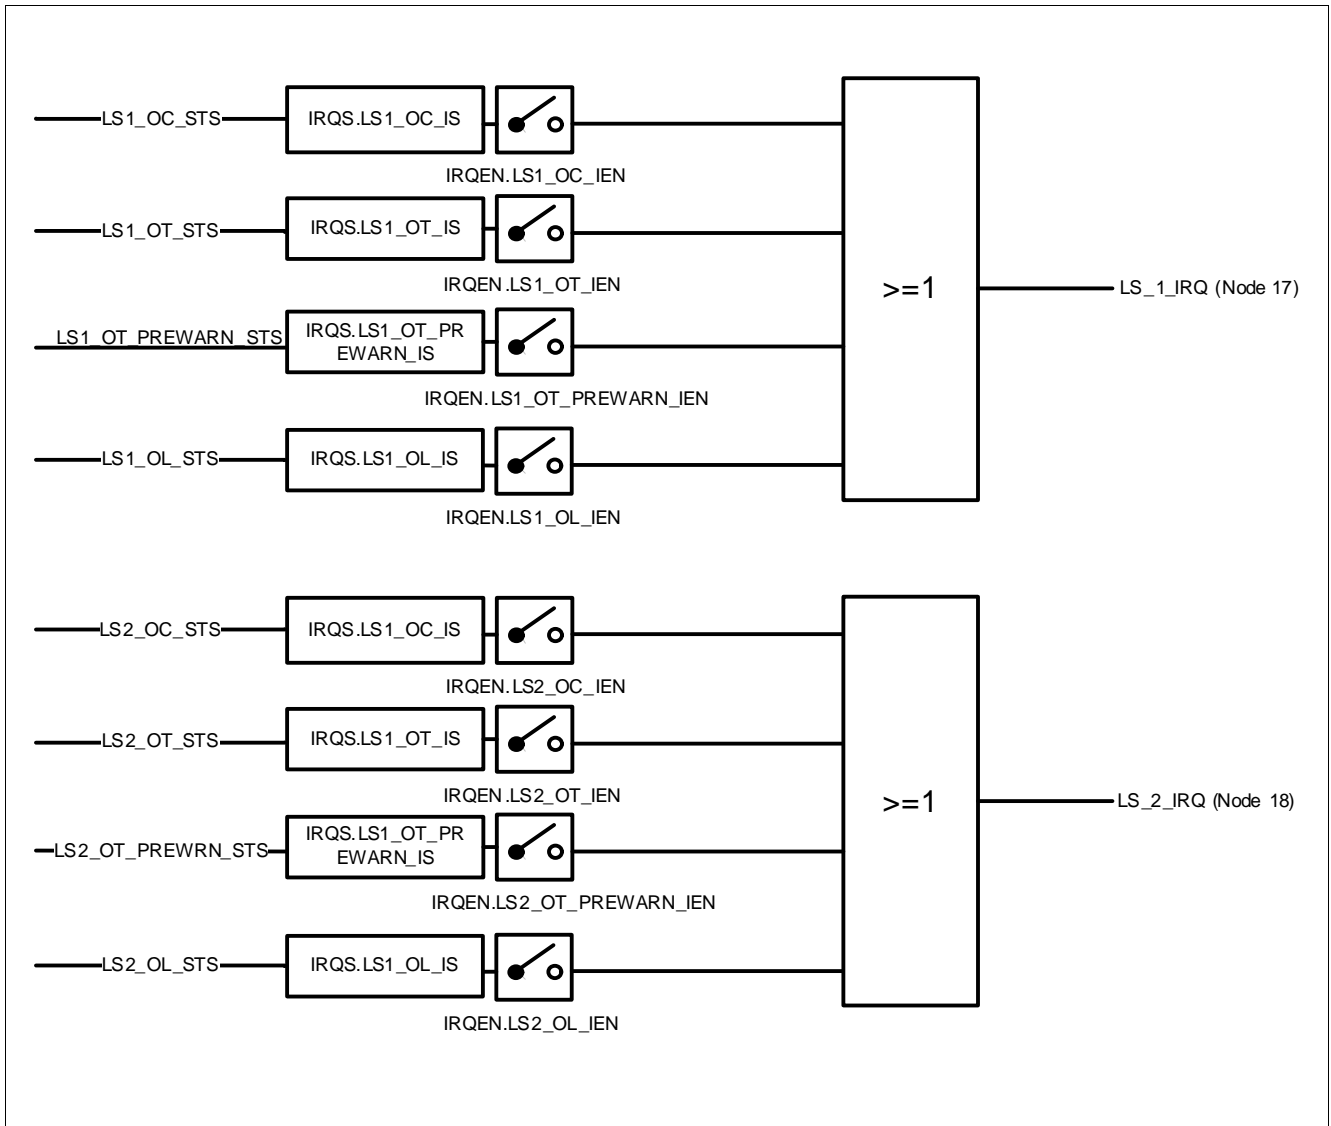 LS1_OC_STS
IRQS.LS1_OC_IS
IRQEN.LS1_OC_IEN
LS1_OT_STS
IRQS.LS1_OT_IS
IRQEN.LS1_OT_IEN
LS1_OT_PREWARN_STS
IRQS.LS1_OT_PR
EWARN_IS
IRQEN.LS1_OT_PREWARN_IEN
LS1_OL_STS
IRQS.LS1_OL_IS
IRQEN.LS1_OL_IEN
>=1
LS_1_IRQ (Node 17)
LS2_OC_STS
IRQS.LS1_OC_IS
IRQEN.LS2_OC_IEN
LS2_OT_STS
IRQS.LS1_OT_IS
IRQEN.LS2_OT_IEN
LS2_OT_PREWRN_STS
IRQS.LS1_OT_PR
EWARN_IS
IRQEN.LS2_OT_PREWARN_IEN
LS2_OL_STS
IRQS.LS1_OL_IS
IRQEN.LS2_OL_IEN
>=1
LS_2_IRQ (Node 18)